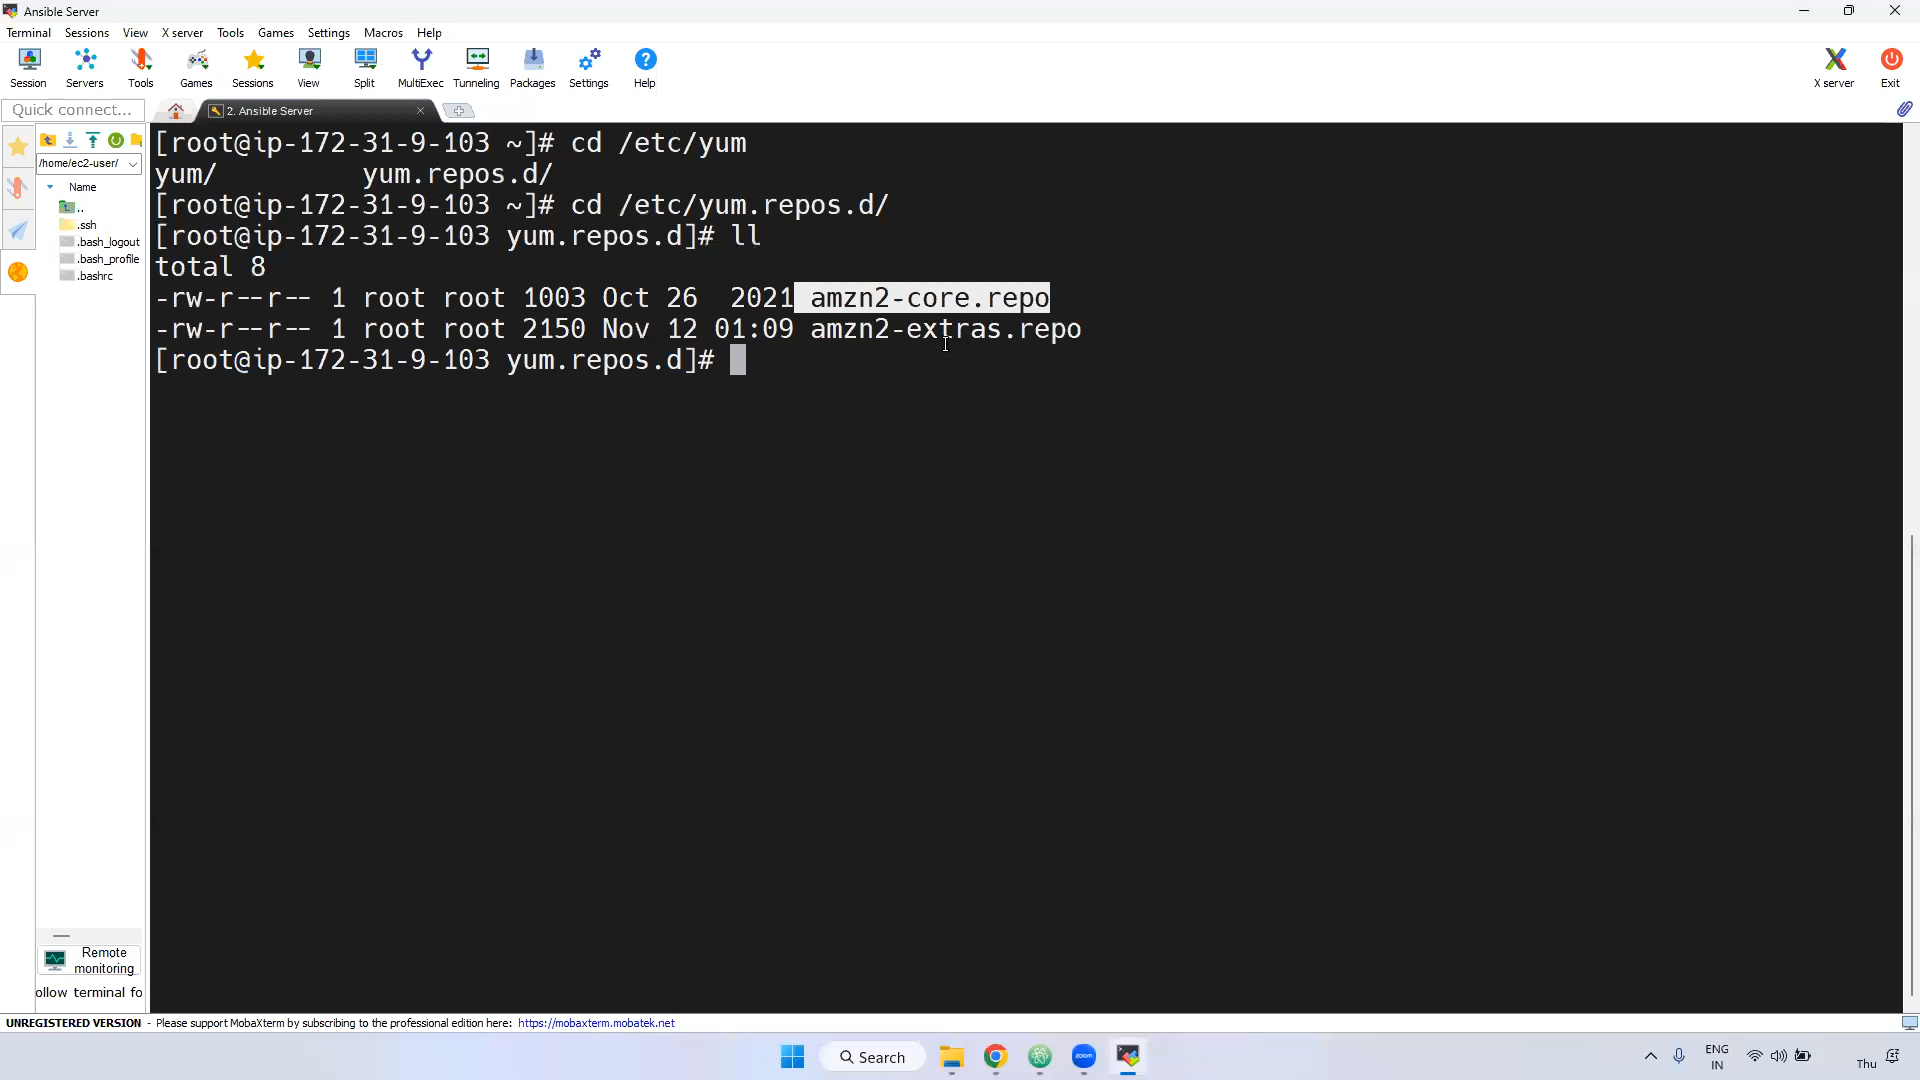 Ansible Server
Terminal Sessions View X server Tools Games Settings Macros Help
Session Servers Tools Games Sessions View Split MultiExec Tunneling Packages Settings Help X server Exit
Quick connect... 2. Ansible Server
/home/ec2-user/
Name
..
.ssh
.bash_logout
.bash_profile
.bashrc
[root@ip-172-31-9-103 ~]# cd /etc/yum
yum/ yum.repos.d/
[root@ip-172-31-9-103 ~]# cd /etc/yum.repos.d/
[root@ip-172-31-9-103 yum.repos.d]# ll
total 8
-rw-r--r-- 1 root root 1003 Oct 26  2021 amzn2-core.repo
-rw-r--r-- 1 root root 2150 Nov 12 01:09 amzn2-extras.repo
[root@ip-172-31-9-103 yum.repos.d]#
Remote
monitoring
ollow terminal fo
UNREGISTERED VERSION - Please support MobaXterm by subscribing to the professional edition here: https://mobaxterm.mobatek.net
Search
zoom
ENG
IN
Thu